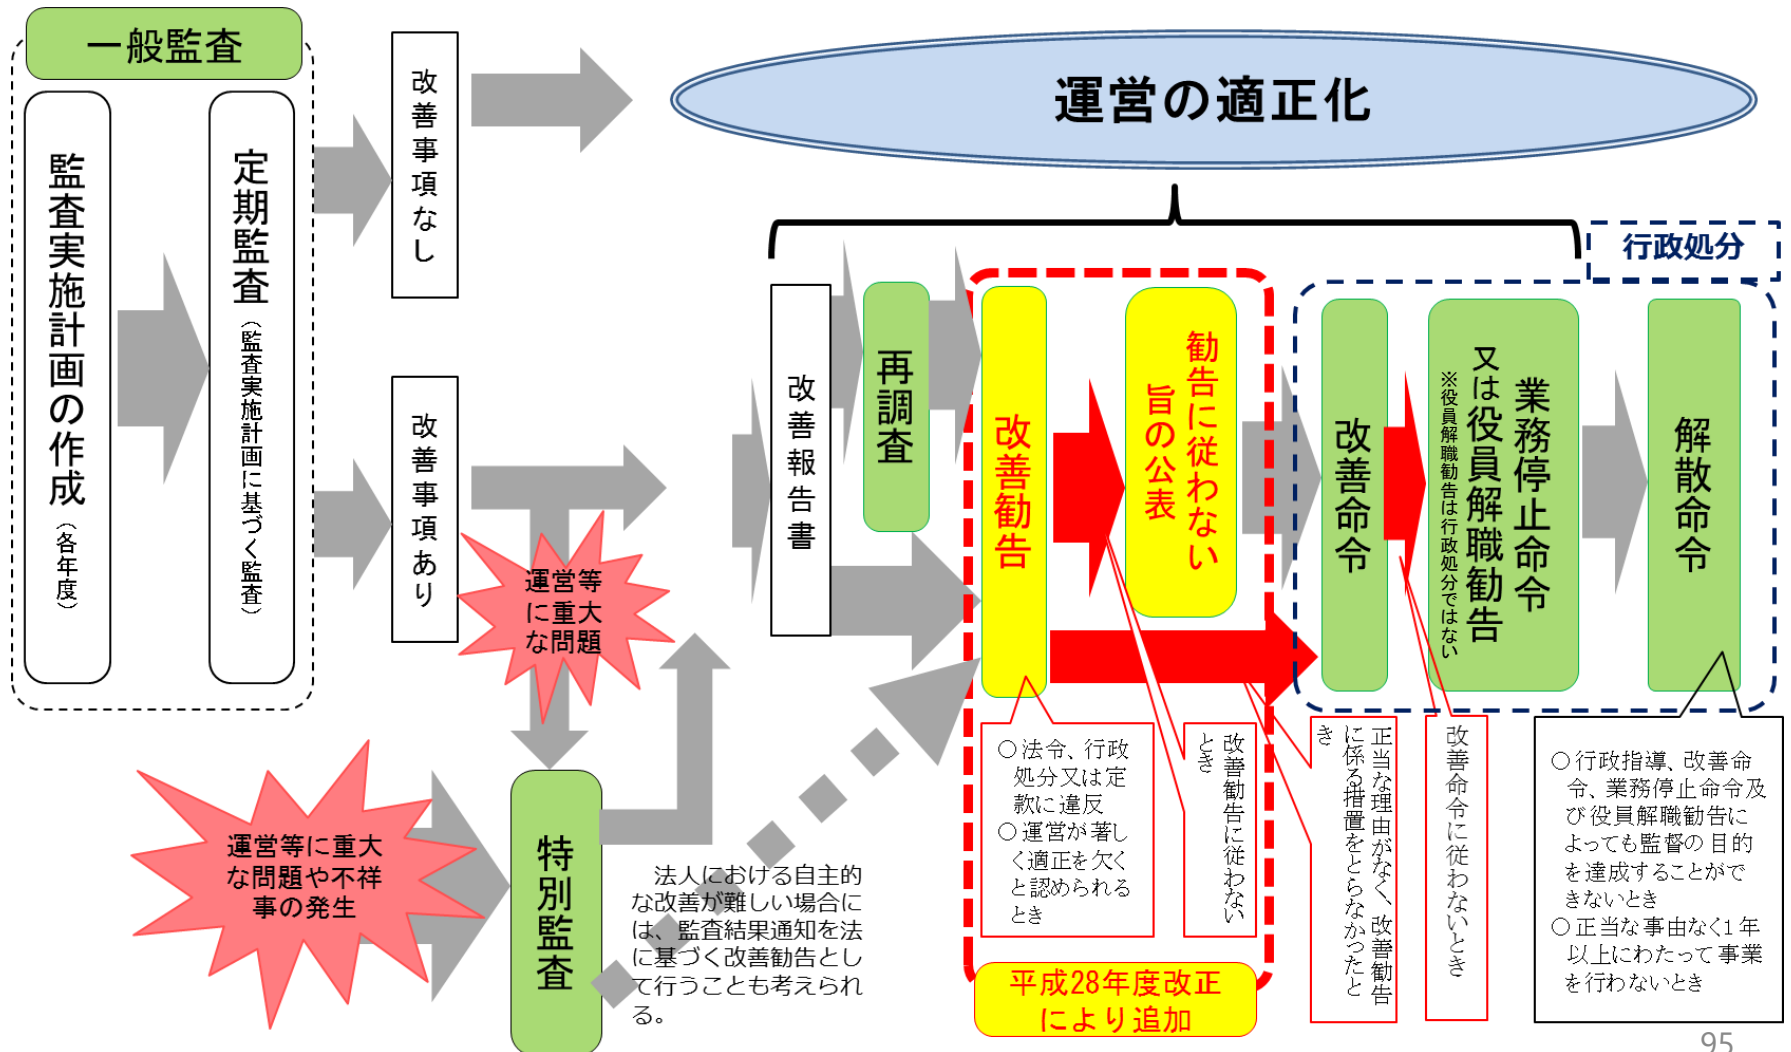 一般監査
監査実施計画の作成（各年度）
定期監査（監査実施計画に基づく監査）
改善事項なし
改善事項あり
運営の適正化
運営等
に重大
な問題
運営等に重大
な問題や不祥
事の発生
特別監査
法人における自主的
な改善が難しい場合に
は、監査結果通知を法
に基づく改善勧告とし
て行うことも考えられ
る。
改善報告書
再調査
改善勧告
勧告に従わない
旨の公表
行政処分
改善命令
業務停止命令
又は役員解職勧告
※役員解職勧告は行政処分ではない
解散命令
○法令、行政
処分又は定
款に違反
○運営が著し
く適正を欠く
と認められる
とき
改善勧告に従わない
とき
正当な理由がなく、改善勧告
に係る措置をとらなかったと
き
改善命令に従わないとき
○行政指導、改善命
令、業務停止命令及
び役員解職勧告に
よっても監督の目的
を達成することがで
きないとき
○正当な事由なく1年
以上にわたって事業
を行わないとき
平成28年度改正
により追加
95